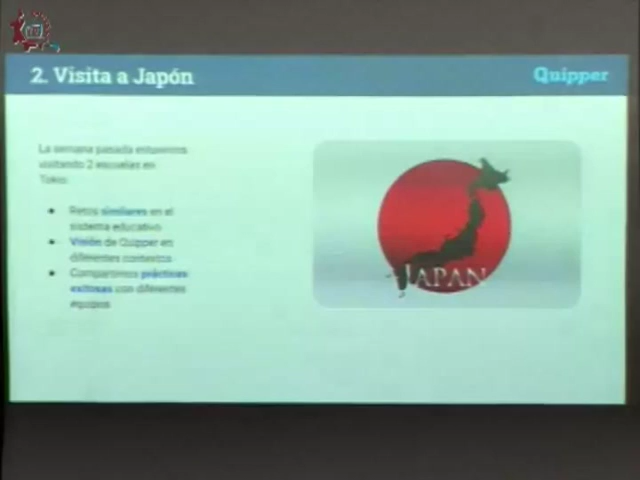 2. Visita a Japón
Quipper
La semana pasada estuvimos
visitando 2 escuelas en
Tokio:
Retos similares en el
sistema educativo
Visión de Quipper en
diferentes contextos
Compartimos prácticas
exitosas con diferentes
equipos
JAPAN